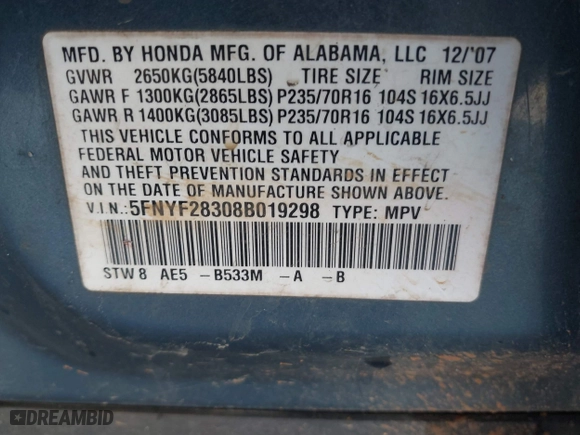 MFD. BY HONDA MFG. OF ALABAMA, LLC 12/'07
GVWR 2650KG(5840LBS) TIRE SIZE RIM SIZE
GAWR F 1300KG(2865LBS) P235/70R16 104S 16X6.5JJ
GAWR R 1400KG(3085LBS) P235/70R16 104S 16X6.5JJ
THIS VEHICLE CONFORMS TO ALL APPLICABLE
FEDERAL MOTOR VEHICLE SAFETY
AND THEFT PREVENTION STANDARDS IN EFFECT
ON THE DATE OF MANUFACTURE SHOWN ABOVE.
V.I.N.: 5FNYF28308B019298 TYPE: MPV
STW8 AE5 -B533M -A -B
DREAMBID